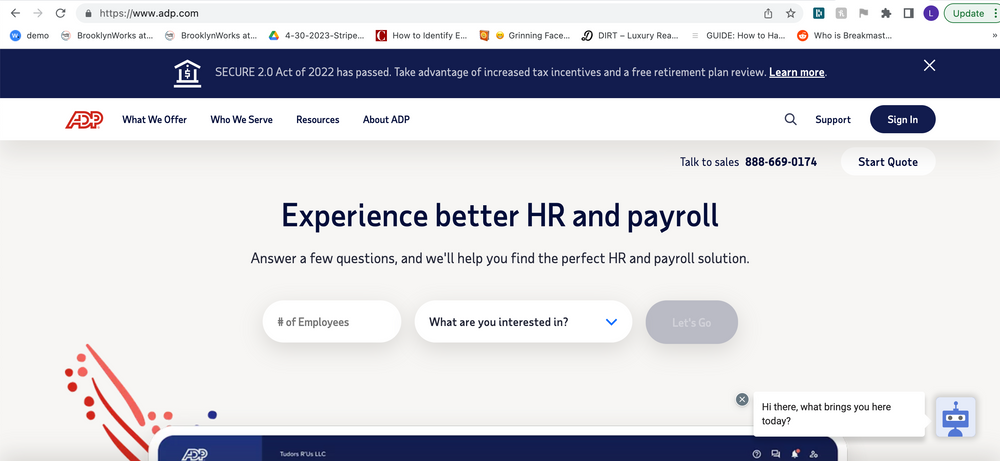 https://www.adp.com
L
Update
demo
BrooklynWorks at...
BrooklynWorks at...
4-30-2023-Stripe...
How to Identify E...
Grinning Face...
DIRT – Luxury Rea...
GUIDE: How to Ha...
Who is Breakmast...
»
SECURE 2.0 Act of 2022 has passed. Take advantage of increased tax incentives and a free retirement plan review. Learn more.
ADP
What We Offer
Who We Serve
Resources
About ADP
Support
Sign In
Talk to sales 888-669-0174
Start Quote
Experience better HR and payroll
Answer a few questions, and we'll help you find the perfect HR and payroll solution.
# of Employees
What are you interested in?
Let's Go
Hi there, what brings you here
today?
ADP
Tudors R'Us LLC